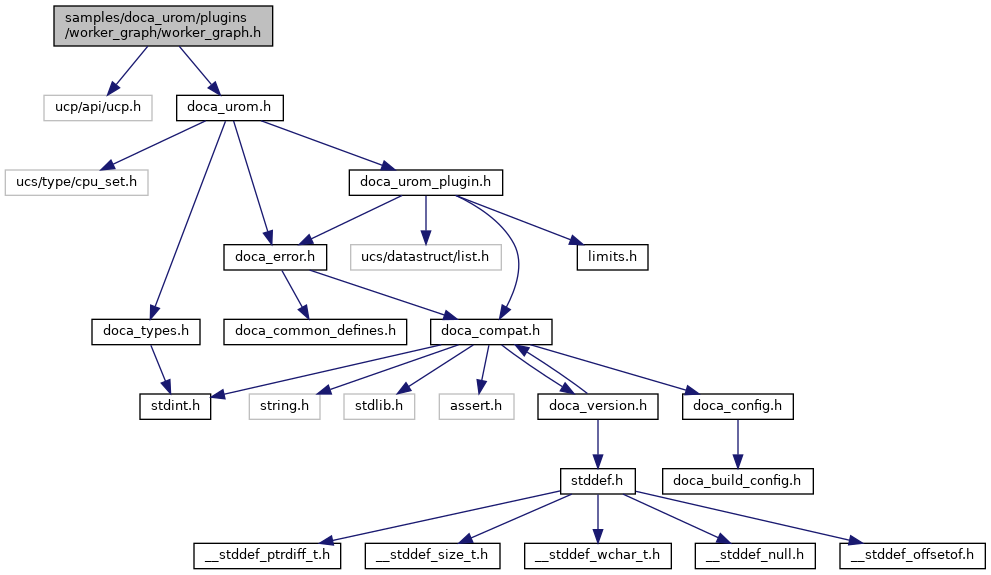 samples/doca_urom/plugins
/worker_graph/worker_graph.h
ucp/api/ucp.h
doca_urom.h
ucs/type/cpu_set.h
doca_urom_plugin.h
doca_error.h
ucs/datastruct/list.h
limits.h
doca_types.h
doca_common_defines.h
doca_compat.h
stdint.h
string.h
stdlib.h
assert.h
doca_version.h
doca_config.h
stddef.h
doca_build_config.h
__stddef_ptrdiff_t.h
__stddef_size_t.h
__stddef_wchar_t.h
__stddef_null.h
__stddef_offsetof.h